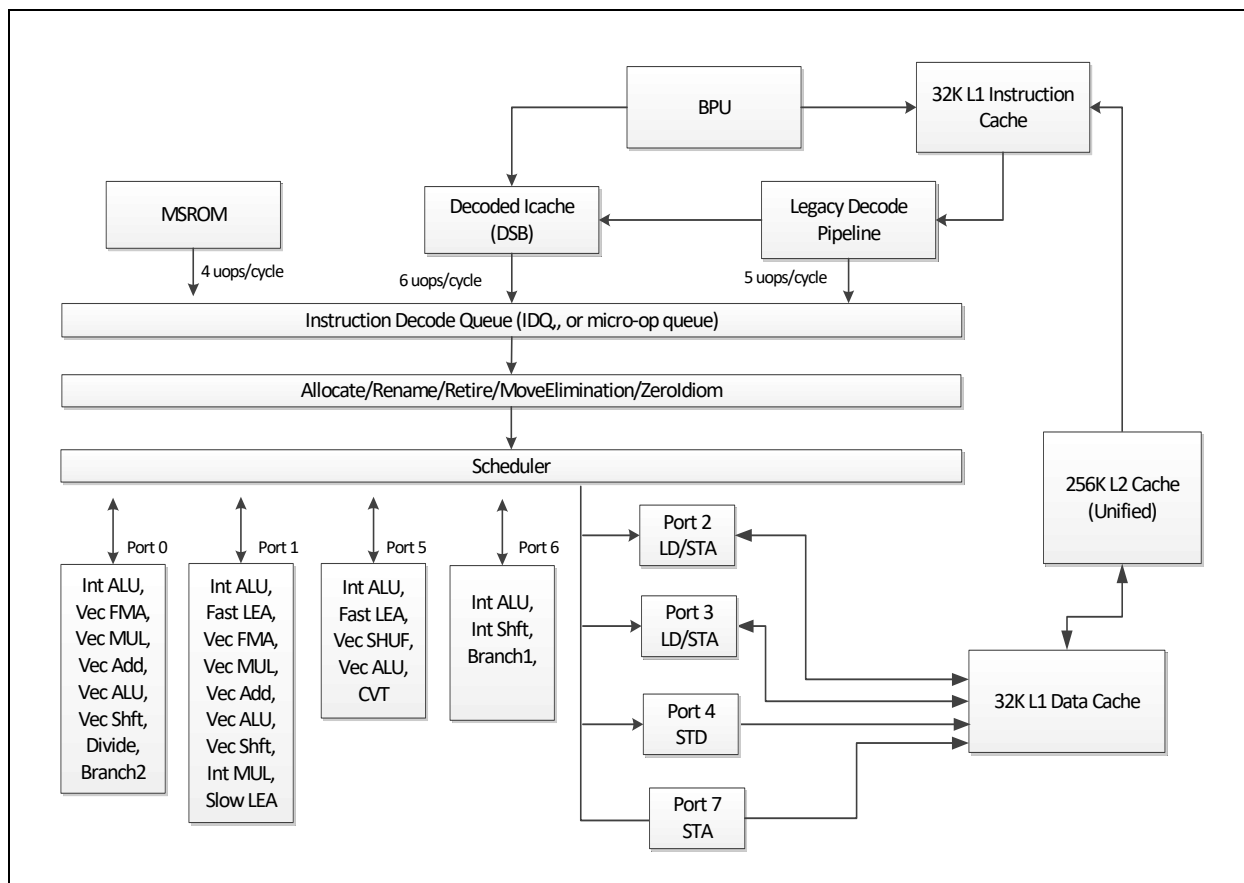 BPU
32K L1 Instruction
Cache
MSROM
Decoded Icache
(DSB)
Legacy Decode
Pipeline
4 uops/cycle
6 uops/cycle
5 uops/cycle
Instruction Decode Queue (IDQ,, or micro-op queue)
Allocate/Rename/Retire/MoveElimination/ZeroIdiom
Scheduler
256K L2 Cache
(Unified)
Port 0
Int ALU,
Vec FMA,
Vec MUL,
Vec Add,
Vec ALU,
Vec Shft,
Divide,
Branch2
Port 1
Int ALU,
Fast LEA,
Vec FMA,
Vec MUL,
Vec Add,
Vec ALU,
Vec Shft,
Int MUL,
Slow LEA
Port 5
Int ALU,
Fast LEA,
Vec SHUF,
Vec ALU,
CVT
Port 6
Int ALU,
Int Shft,
Branch1,
Port 2
LD/STA
Port 3
LD/STA
Port 4
STD
Port 7
STA
32K L1 Data Cache